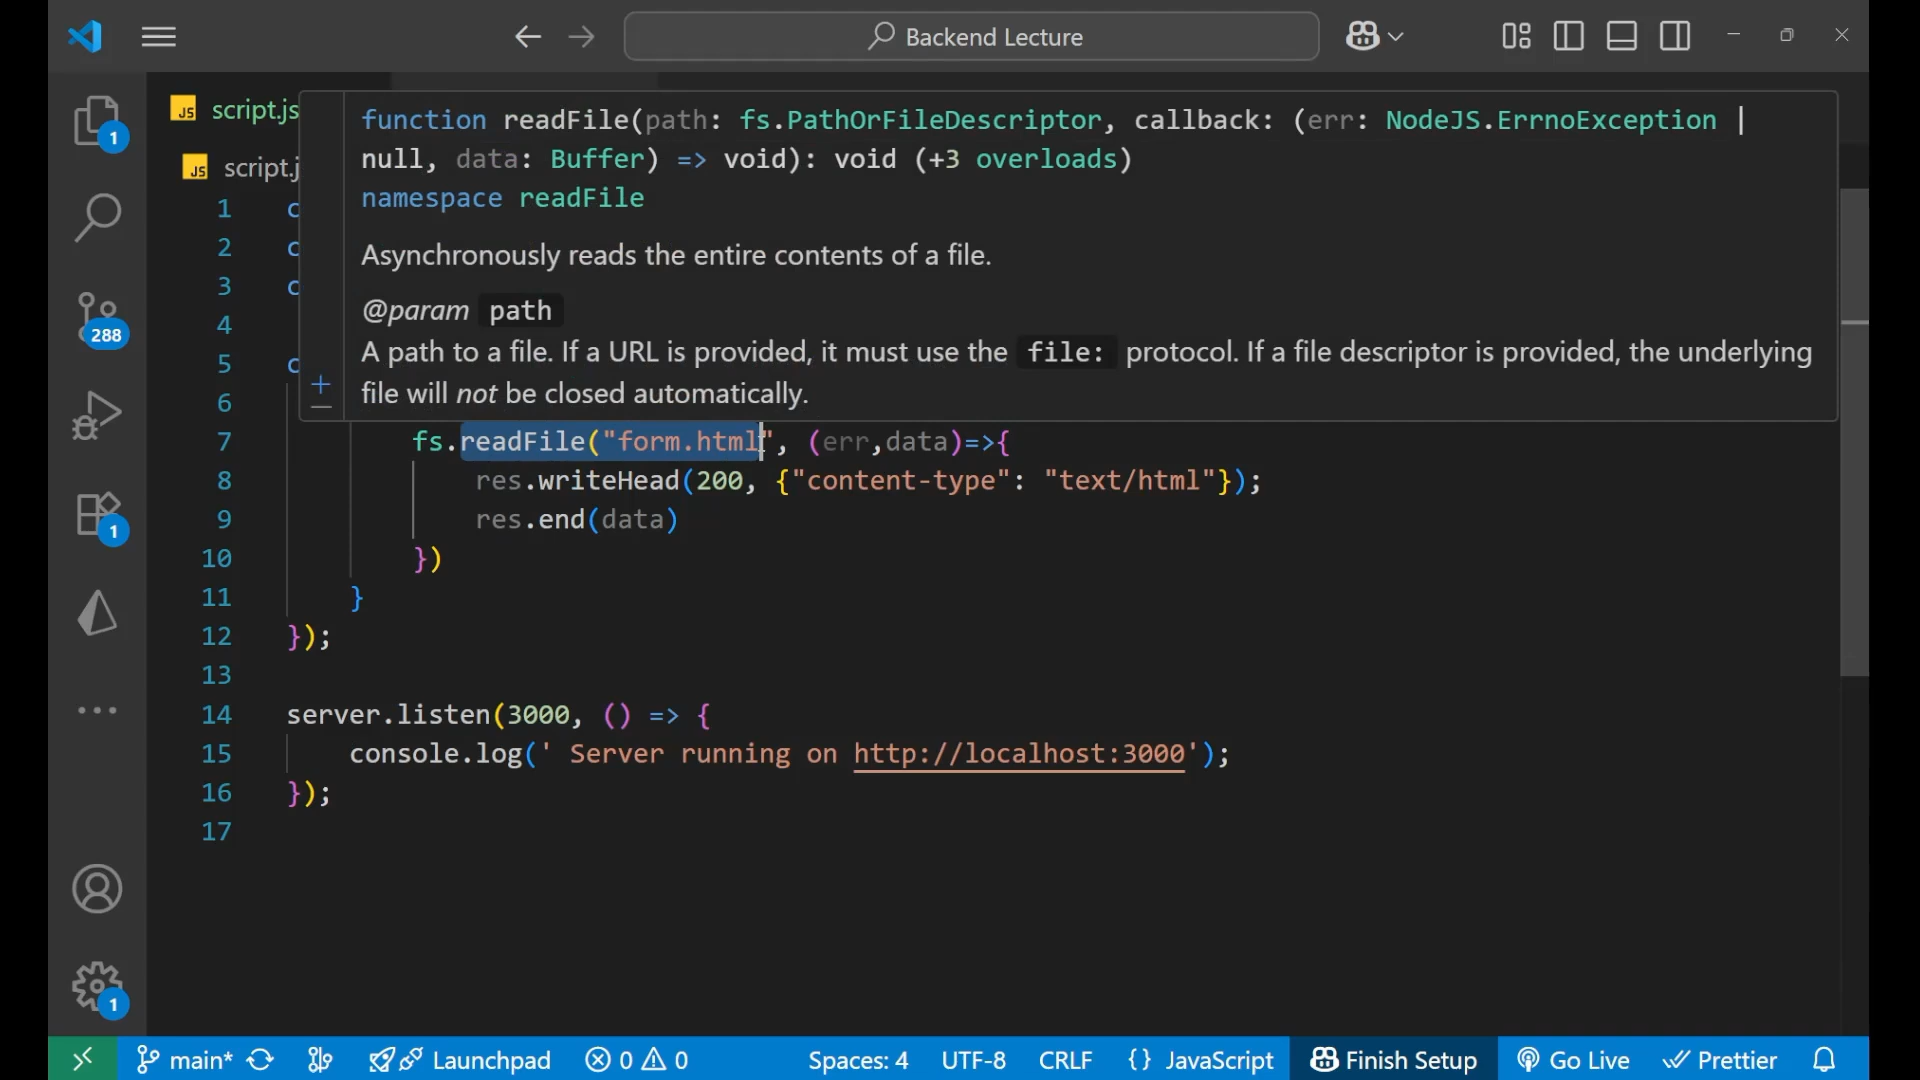 Backend Lecture
script.js
script.j
function readFile(path: fs.PathOrFileDescriptor, callback: (err: NodeJS.ErrnoException |
null, data: Buffer) => void): void (+3 overloads)
namespace readFile
Asynchronously reads the entire contents of a file.
@param path
A path to a file. If a URL is provided, it must use the file: protocol. If a file descriptor is provided, the underlying
file will not be closed automatically.
1 c
2 c
3 c
4
5 c
6
7 fs.readFile("form.html", (err,data)=>{
8 res.writeHead(200, {"content-type": "text/html"});
9 res.end(data)
10 })
11 }
12 });
13
14 server.listen(3000, () => {
15 console.log(' Server running on http://localhost:3000');
16 });
17
1
288
1
1
main* Launchpad 0 0 Spaces: 4 UTF-8 CRLF {} JavaScript Finish Setup Go Live Prettier